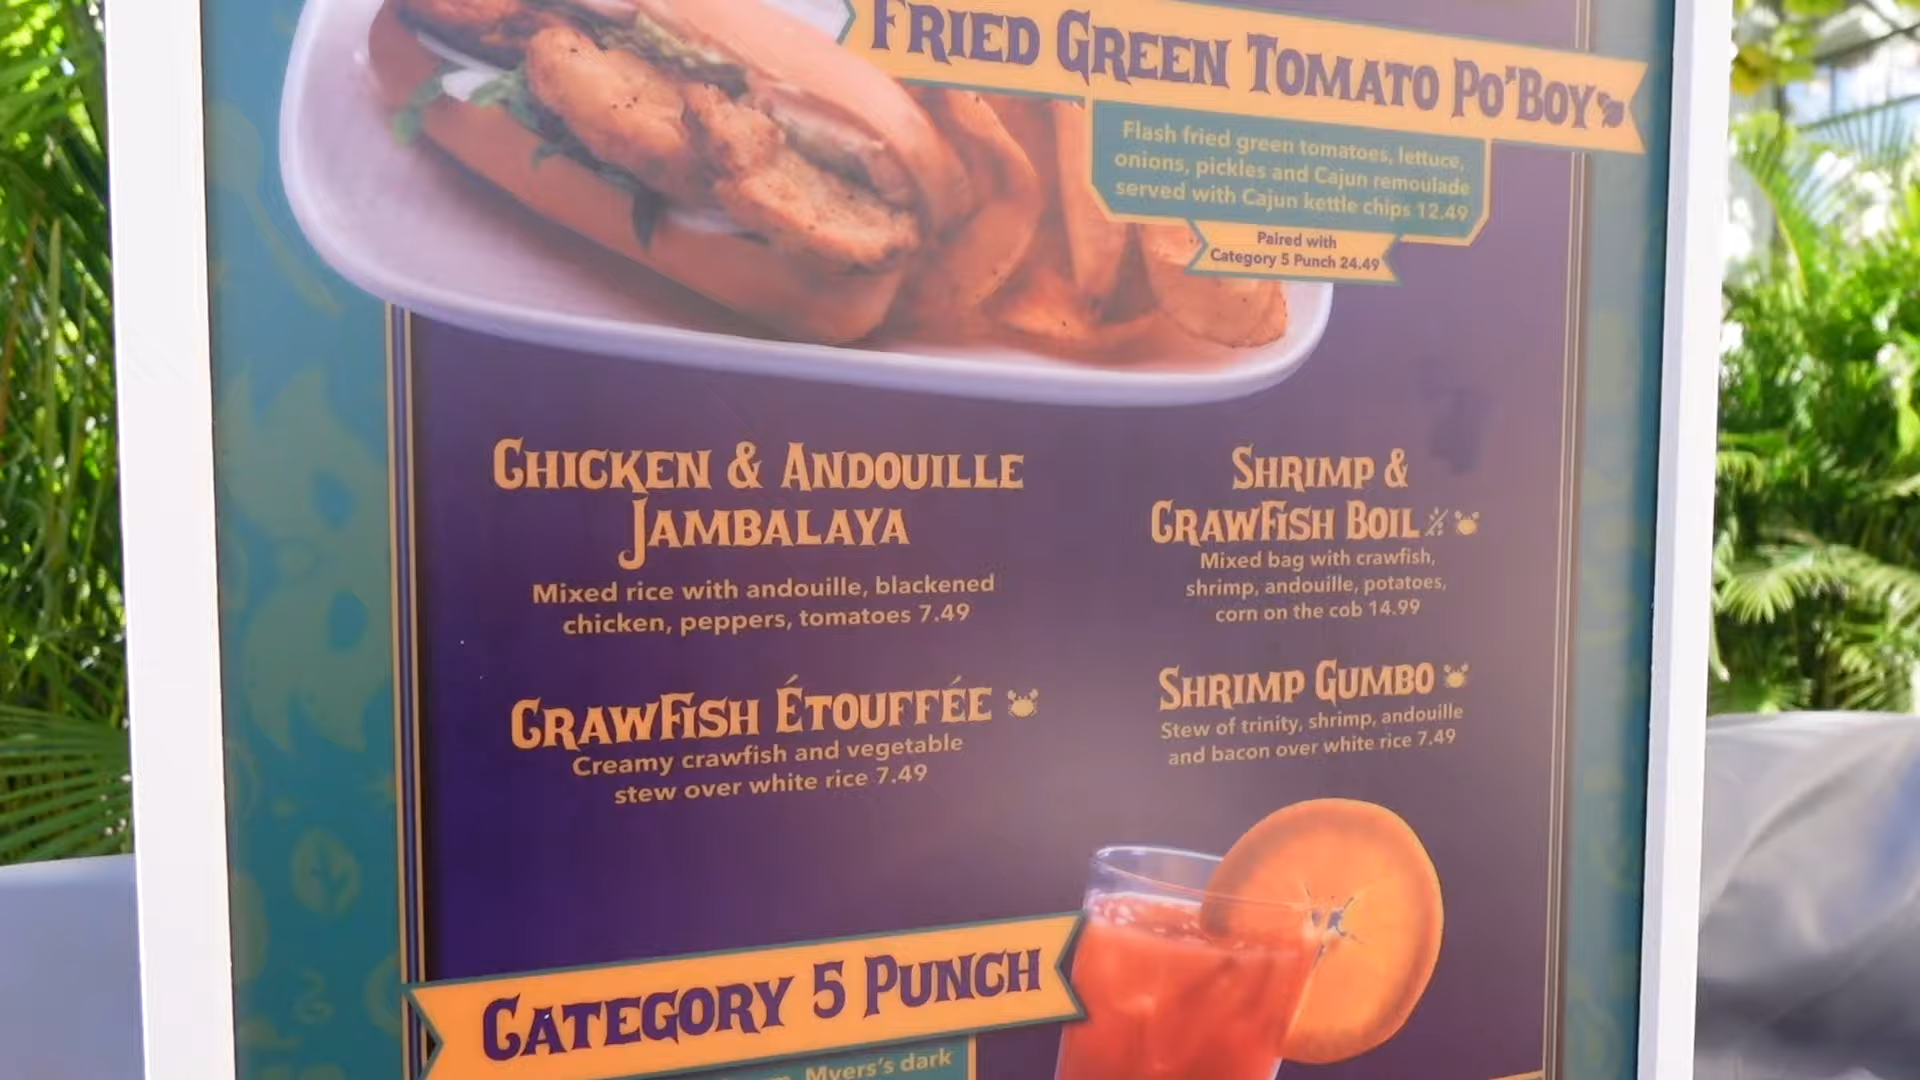 FRIED GREEN TOMATO PO'BOY
Flash fried green tomatoes, lettuce,
onions, pickles and Cajun remoulade
served with Cajun kettle chips 12.49
Paired with
Category 5 Punch 24.49
CHICKEN & ANDOUILLE
JAMBALAYA
Mixed rice with andouille, blackened
chicken, peppers, tomatoes 7.49
CRAWFISH ÉTOUFFÉE
Creamy crawfish and vegetable
stew over white rice 7.49
SHRIMP &
CRAWFISH BOIL
Mixed bag with crawfish,
shrimp, andouille, potatoes,
corn on the cob 14.99
SHRIMP GUMBO
Stew of trinity, shrimp, andouille
and bacon over white rice 7.49
CATEGORY 5 PUNCH
Myers's dark